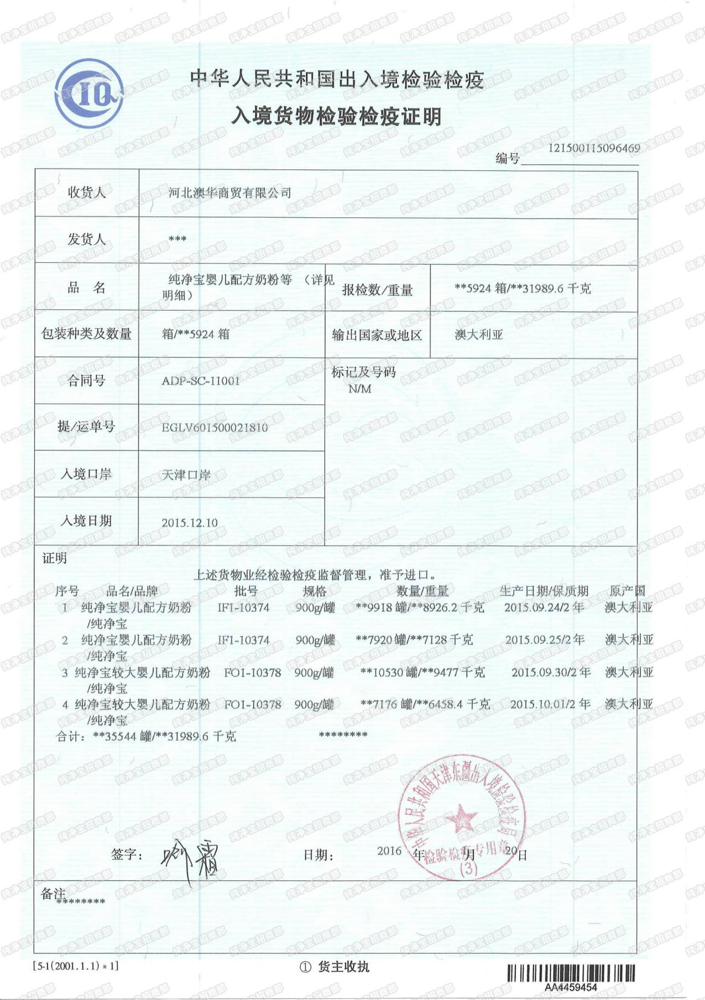 CIQ
中华人民共和国出入境检验检疫
入境货物检验检疫证明
编号 121500115096469
收货人 河北澳华商贸有限公司
发货人 ***
品 名 纯净宝婴儿配方奶粉等 （详见
明细）
报检数/重量 **5924 箱/**31989.6 千克
包装种类及数量 箱/**5924 箱 输出国家或地区 澳大利亚
合同号 ADP-SC-11001
标记及号码
N/M
提/运单号 EGLV601500021810
入境口岸 天津口岸
入境日期 2015.12.10
证明
上述货物业经检验检疫监督管理，准予进口。
序号 品名/品牌 批号 规格 数量/重量 生产日期/保质期 原产国
1 纯净宝婴儿配方奶粉 IF1-10374 900g/罐 **9918 罐/**8926.2 千克 2015.09.24/2 年 澳大利亚
/纯净宝
2 纯净宝婴儿配方奶粉 IF1-10374 900g/罐 **7920 罐/**7128 千克 2015.09.25/2 年 澳大利亚
/纯净宝
3 纯净宝较大婴儿配方奶粉 FO1-10378 900g/罐 **10530 罐/**9477 千克 2015.09.30/2 年 澳大利亚
/纯净宝
4 纯净宝较大婴儿配方奶粉 FO1-10378 900g/罐 **7176 罐/**6458.4 千克 2015.10.01/2 年 澳大利亚
/纯净宝
合计：**35544 罐/**31989.6 千克 ********
中华人民共和国天津东疆出入境检验检疫局
检验检疫专用章
(3)
签字： 日期： 2016 年 1月 20日
备注
********
[5-1(2001.1.1)*1] ① 货主收执
AA4459454
纯净宝招商部